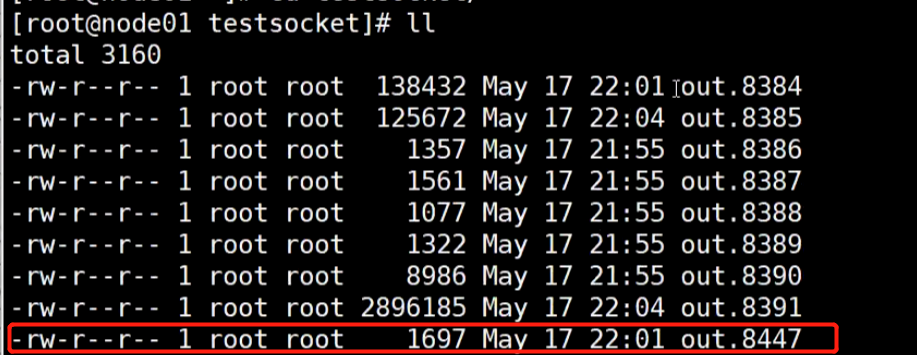 [root@node01 testsocket]# ll
total 3160
-rw-r--r-- 1 root root 138432 May 17 22:01 out.8384
-rw-r--r-- 1 root root 125672 May 17 22:04 out.8385
-rw-r--r-- 1 root root 1357 May 17 21:55 out.8386
-rw-r--r-- 1 root root 1561 May 17 21:55 out.8387
-rw-r--r-- 1 root root 1077 May 17 21:55 out.8388
-rw-r--r-- 1 root root 1322 May 17 21:55 out.8389
-rw-r--r-- 1 root root 8986 May 17 21:55 out.8390
-rw-r--r-- 1 root root 2896185 May 17 22:04 out.8391
-rw-r--r-- 1 root root 1697 May 17 22:01 out.8447